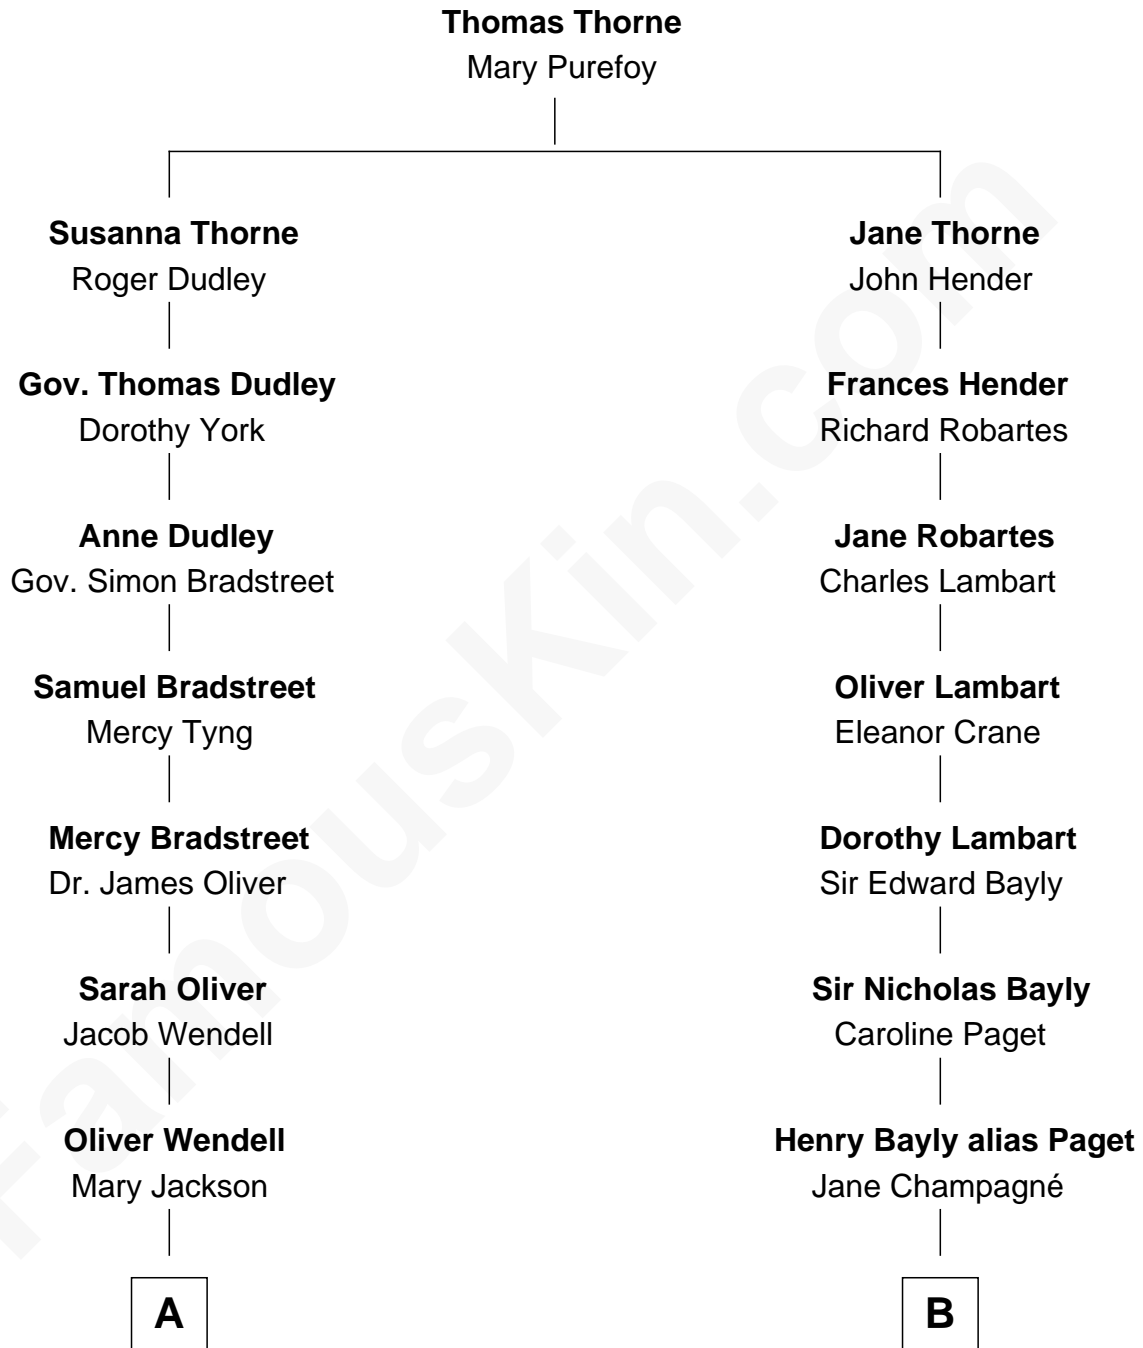 Thomas Thorne
Mary Purefoy
Susanna Thorne
Roger Dudley
Jane Thorne
John Hender
Gov. Thomas Dudley
Dorothy York
Frances Hender
Richard Robartes
Anne Dudley
Gov. Simon Bradstreet
Jane Robartes
Charles Lambart
Samuel Bradstreet
Mercy Tyng
Oliver Lambart
Eleanor Crane
Mercy Bradstreet
Dr. James Oliver
Dorothy Lambart
Sir Edward Bayly
Sarah Oliver
Jacob Wendell
Sir Nicholas Bayly
Caroline Paget
Oliver Wendell
Mary Jackson
Henry Bayly alias Paget
Jane Champagné
A
B
FamousKin.com